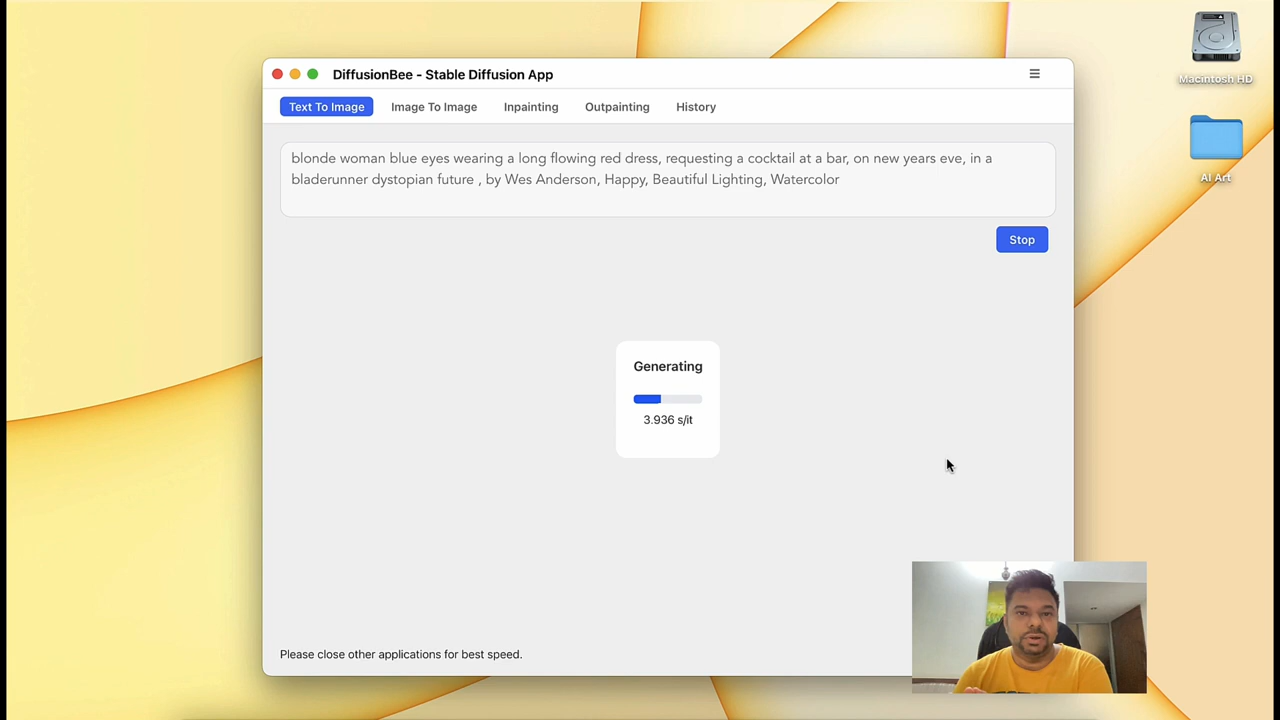 DiffusionBee - Stable Diffusion App
Text To Image Image To Image Inpainting Outpainting History
blonde woman blue eyes wearing a long flowing red dress, requesting a cocktail at a bar, on new years eve, in a
bladerunner dystopian future , by Wes Anderson, Happy, Beautiful Lighting, Watercolor
Stop
Generating
3.936 s/it
Please close other applications for best speed.
Macintosh HD
AI Art